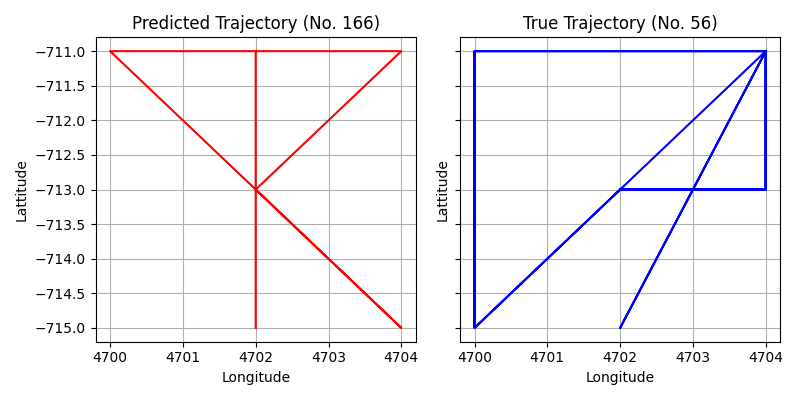 Predicted Trajectory (No. 166)
−711.0
−711.5
−712.0
−712.5
−713.0
−713.5
−714.0
−714.5
−715.0
Lattitude
4700 4701 4702 4703 4704
Longitude
True Trajectory (No. 56)
Lattitude
4700 4701 4702 4703 4704
Longitude